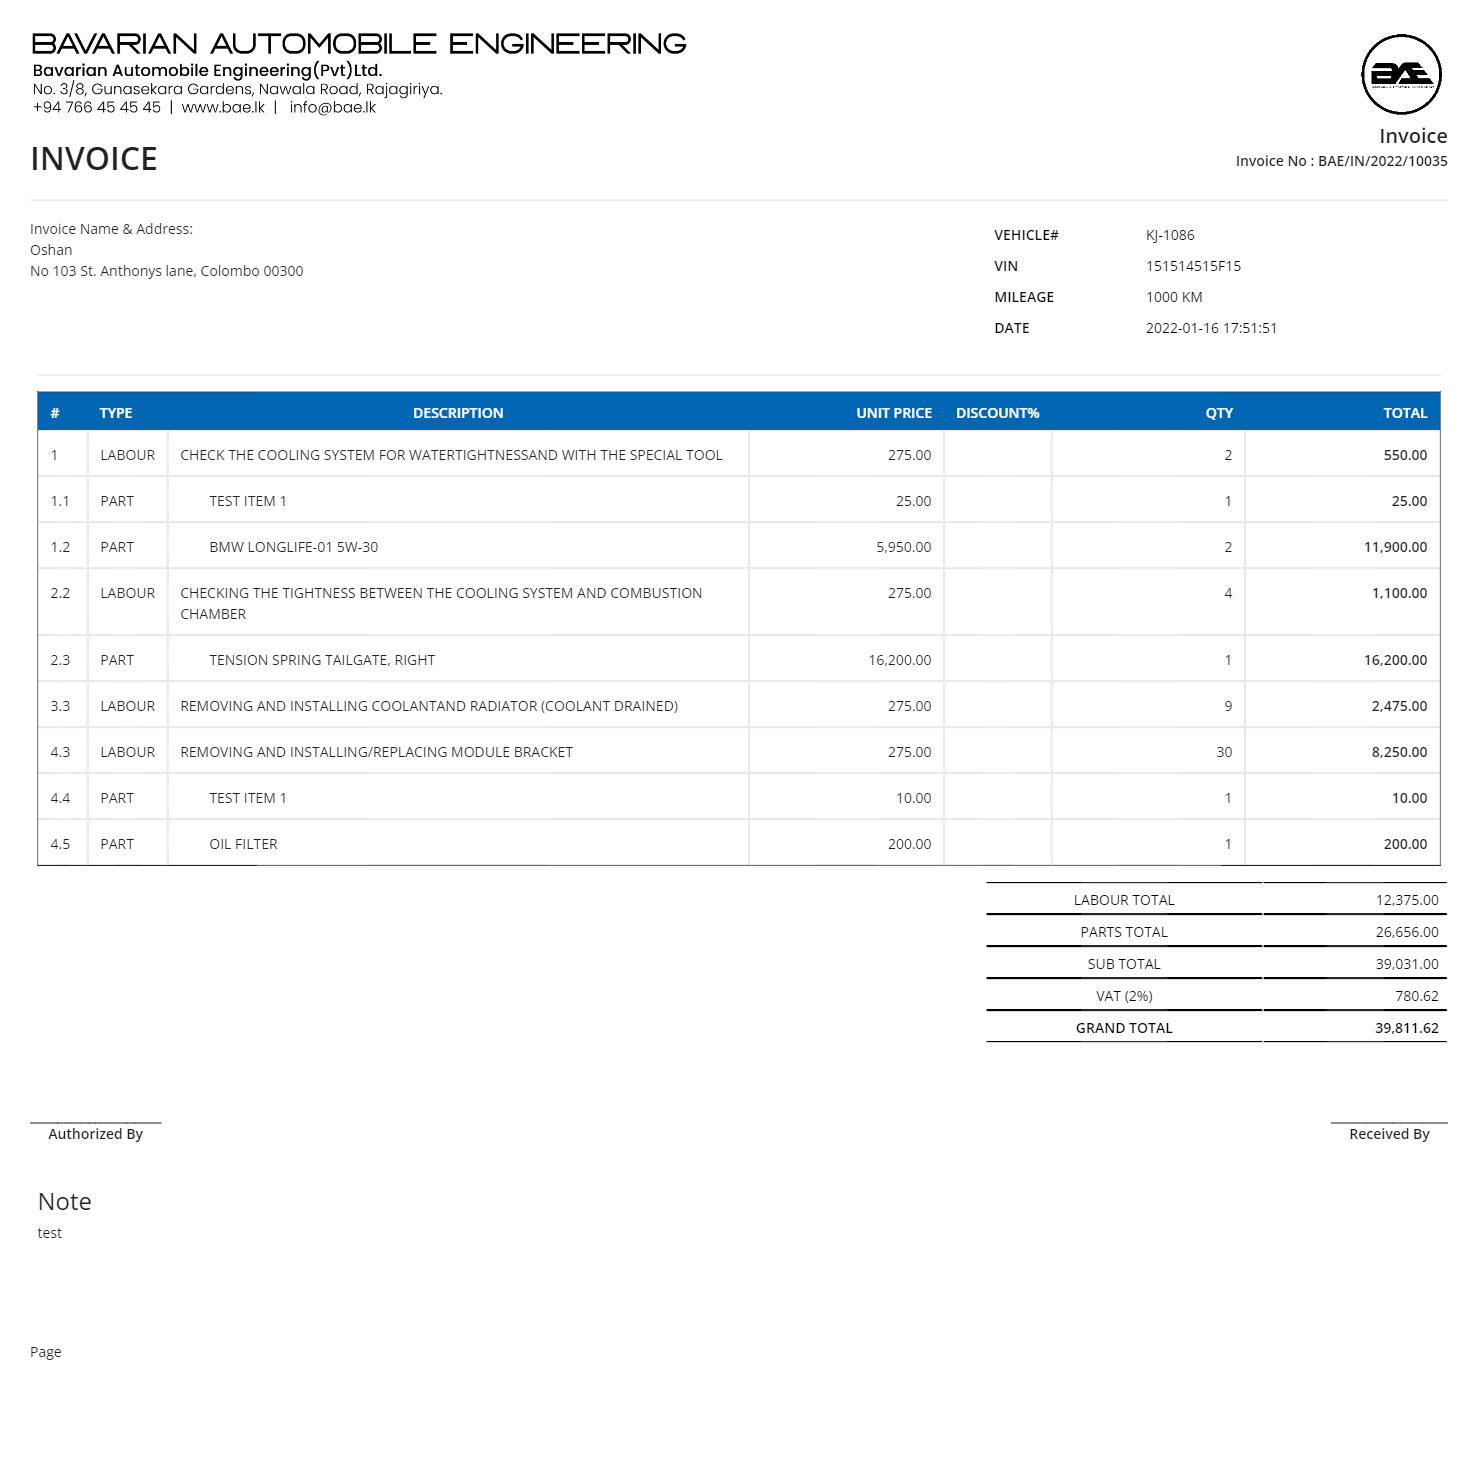 BAVARIAN AUTOMOBILE ENGINEERING
Bavarian Automobile Engineering(Pvt)Ltd.
No. 3/8, Gunasekara Gardens, Nawala Road, Rajagiriya.
+94 766 45 45 45 | www.bae.lk | info@bae.lk
BAE
INVOICE
Invoice
Invoice No : BAE/IN/2022/10035
Invoice Name & Address:
Oshan
No 103 St. Anthonys lane, Colombo 00300
VEHICLE# KJ-1086
VIN 151514515F15
MILEAGE 1000 KM
DATE 2022-01-16 17:51:51
# TYPE DESCRIPTION UNIT PRICE DISCOUNT% QTY TOTAL
1 LABOUR CHECK THE COOLING SYSTEM FOR WATERTIGHTNESSAND WITH THE SPECIAL TOOL 275.00 2 550.00
1.1 PART TEST ITEM 1 25.00 1 25.00
1.2 PART BMW LONGLIFE-01 5W-30 5,950.00 2 11,900.00
2.2 LABOUR CHECKING THE TIGHTNESS BETWEEN THE COOLING SYSTEM AND COMBUSTION 275.00 4 1,100.00
CHAMBER
2.3 PART TENSION SPRING TAILGATE, RIGHT 16,200.00 1 16,200.00
3.3 LABOUR REMOVING AND INSTALLING COOLANTAND RADIATOR (COOLANT DRAINED) 275.00 9 2,475.00
4.3 LABOUR REMOVING AND INSTALLING/REPLACING MODULE BRACKET 275.00 30 8,250.00
4.4 PART TEST ITEM 1 10.00 1 10.00
4.5 PART OIL FILTER 200.00 1 200.00
LABOUR TOTAL 12,375.00
PARTS TOTAL 26,656.00
SUB TOTAL 39,031.00
VAT (2%) 780.62
GRAND TOTAL 39,811.62
Authorized By Received By
Note
test
Page